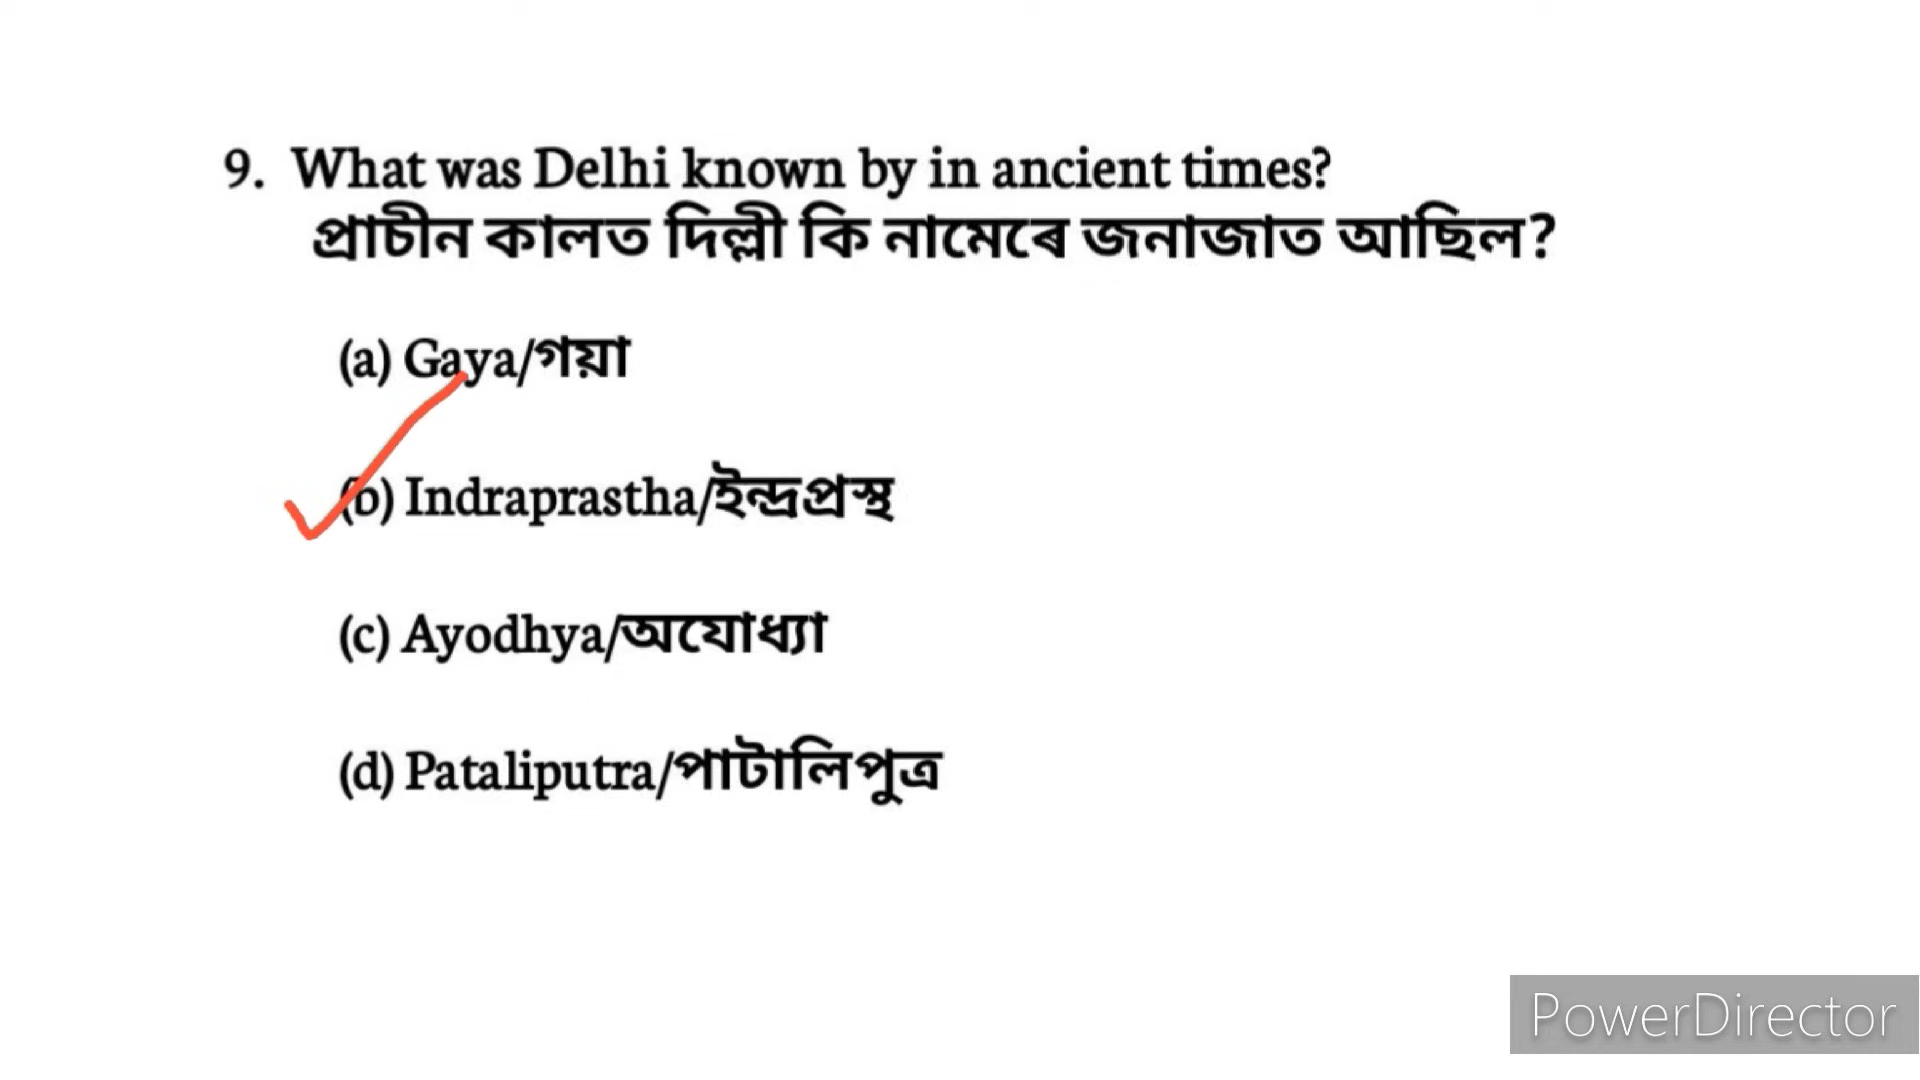 9. What was Delhi known by in ancient times?
প্ৰাচীন কালত দিল্লী কি নামেৰে জনাজাত আছিল?
(a) Gaya/গয়া
(b) Indraprastha/ইন্দ্ৰপ্ৰস্থ
(c) Ayodhya/অযোধ্যা
(d) Pataliputra/পাটালিপুত্ৰ
PowerDirector